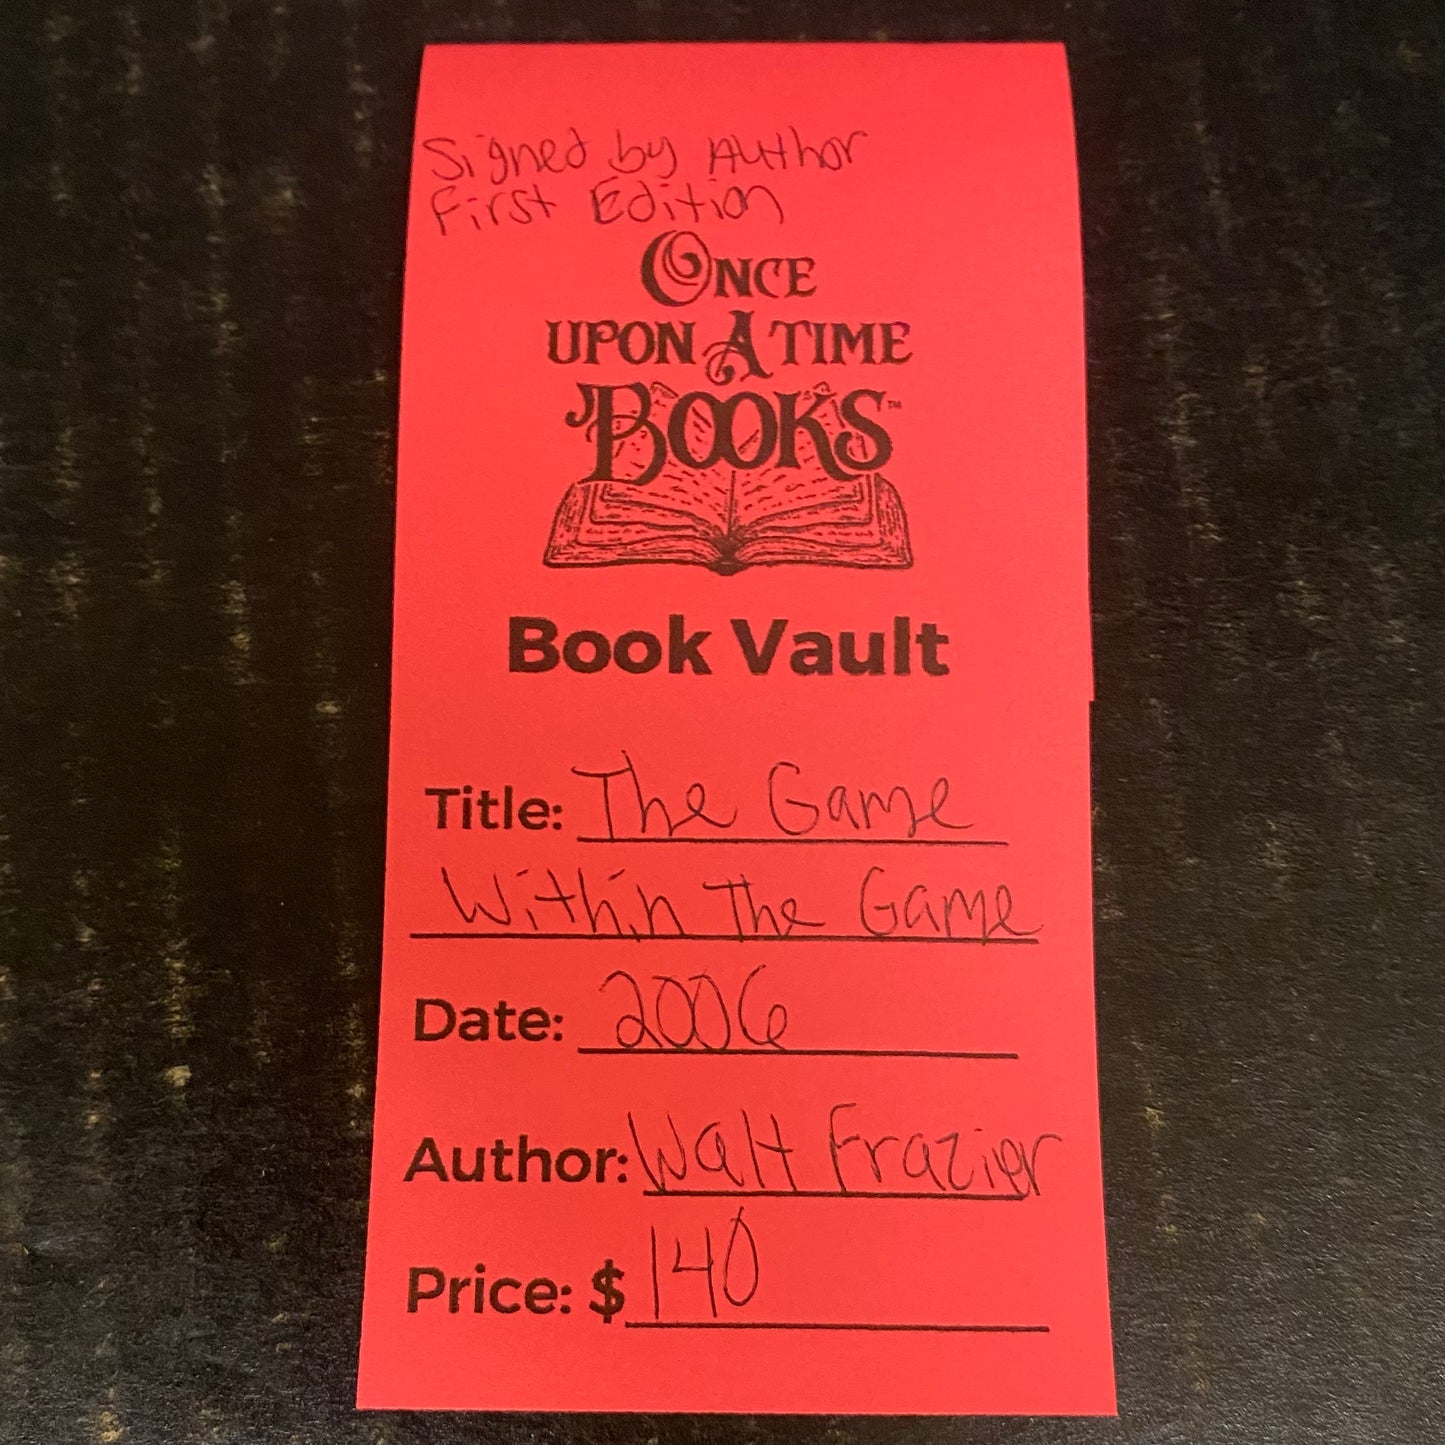 Signed by Author
First Edition
ONCE
UPON A TIME
BOOKS™
Book Vault
Title: The Game
Within The Game
Date: 2006
Author: Walt Frazier
Price: $140